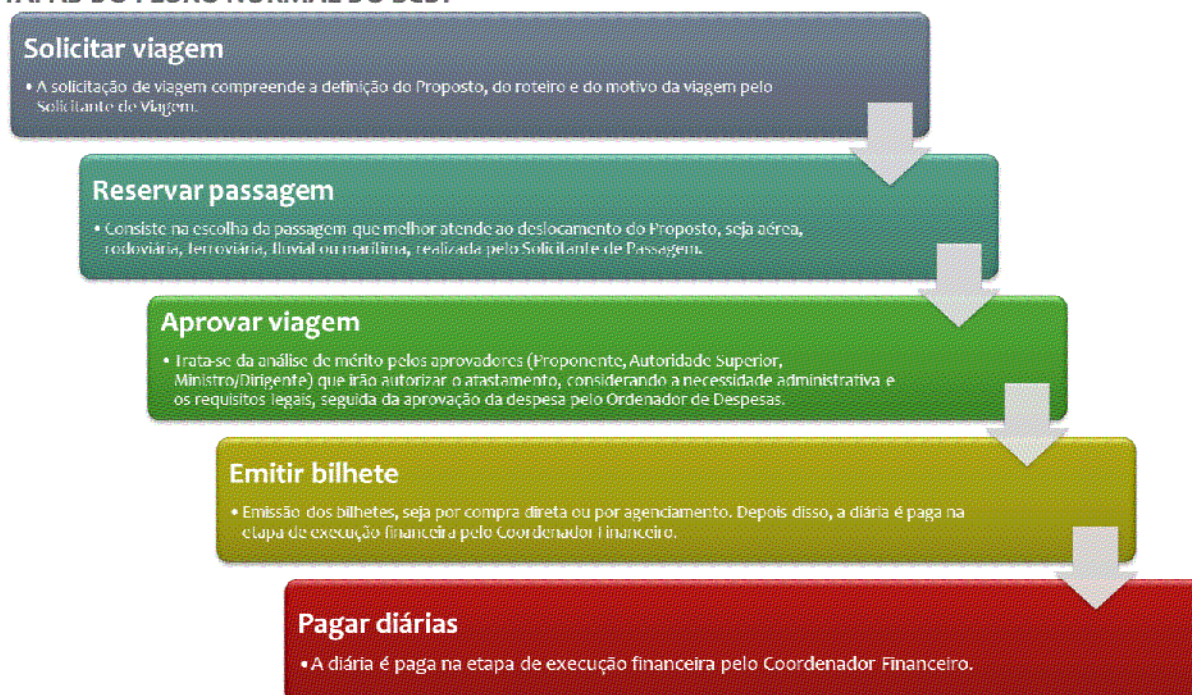 Solicitar viagem
• A solicitação de viagem compreende a definição do Proposto, do roteiro e do motivo da viagem pelo
Solicitante de Viagem.
Reservar passagem
• Consiste na escolha da passagem que melhor atende ao deslocamento do Proposto, seja aérea,
rodoviária, ferroviária, fluvial ou marítima, realizada pelo Solicitante de Passagem.
Aprovar viagem
• Trata-se da análise de mérito pelos aprovadores (Proponente, Autoridade Superior,
Ministro/Dirigente) que irão autorizar o afastamento, considerando a necessidade administrativa e
os requisitos legais, seguida da aprovação da despesa pelo Ordenador de Despesas.
Emitir bilhete
• Emissão dos bilhetes, seja por compra direta ou por agenciamento. Depois disso, a diária é paga na
etapa de execução financeira pelo Coordenador Financeiro.
Pagar diárias
• A diária é paga na etapa de execução financeira pelo Coordenador Financeiro.